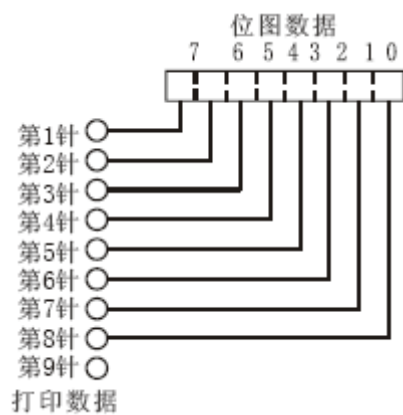 位图数据
7 6 5 4 3 2 1 0
第1针
第2针
第3针
第4针
第5针
第6针
第7针
第8针
第9针
打印数据